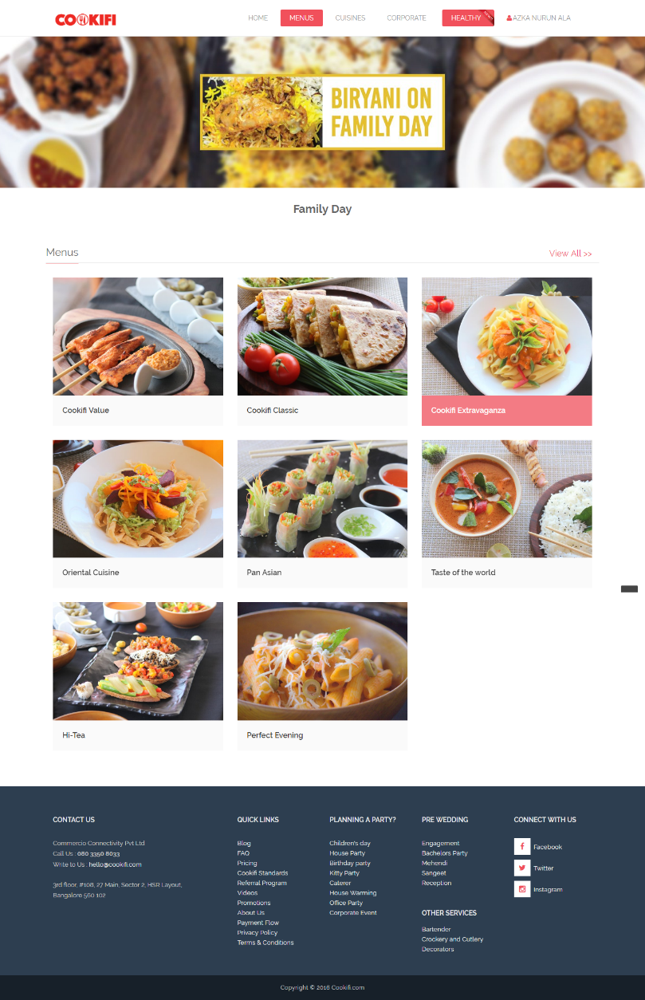 COOKIFI
HOME MENUS CUISINES CORPORATE HEALTHY AZKA NURUN ALA
BIRYANI ON
FAMILY DAY
Family Day
Menus
View All >>
Cookifi Value
Cookifi Classic
Cookifi Extravaganza
Oriental Cuisine
Pan Asian
Taste of the world
Hi-Tea
Perfect Evening
CONTACT US
Commercio Connectivity Pvt Ltd
Call Us : 080 3350 8033
Write to Us : hello@cookifi.com
3rd floor, #108, 27 Main, Sector 2, HSR Layout,
Bangalore 560 102
QUICK LINKS
Blog
FAQ
Pricing
Cookifi Standards
Referral Program
Videos
Promotions
About Us
Payment Flow
Privacy Policy
Terms & Conditions
PLANNING A PARTY?
Children's day
House Party
Birthday party
Kitty Party
Caterer
House Warming
Office Party
Corporate Event
PRE WEDDING
Engagement
Bachelors Party
Mehendi
Sangeet
Reception
OTHER SERVICES
Bartender
Crockery and Cutlery
Decorators
CONNECT WITH US
Facebook
Twitter
Instagram
Copyright © 2016 Cookifi.com